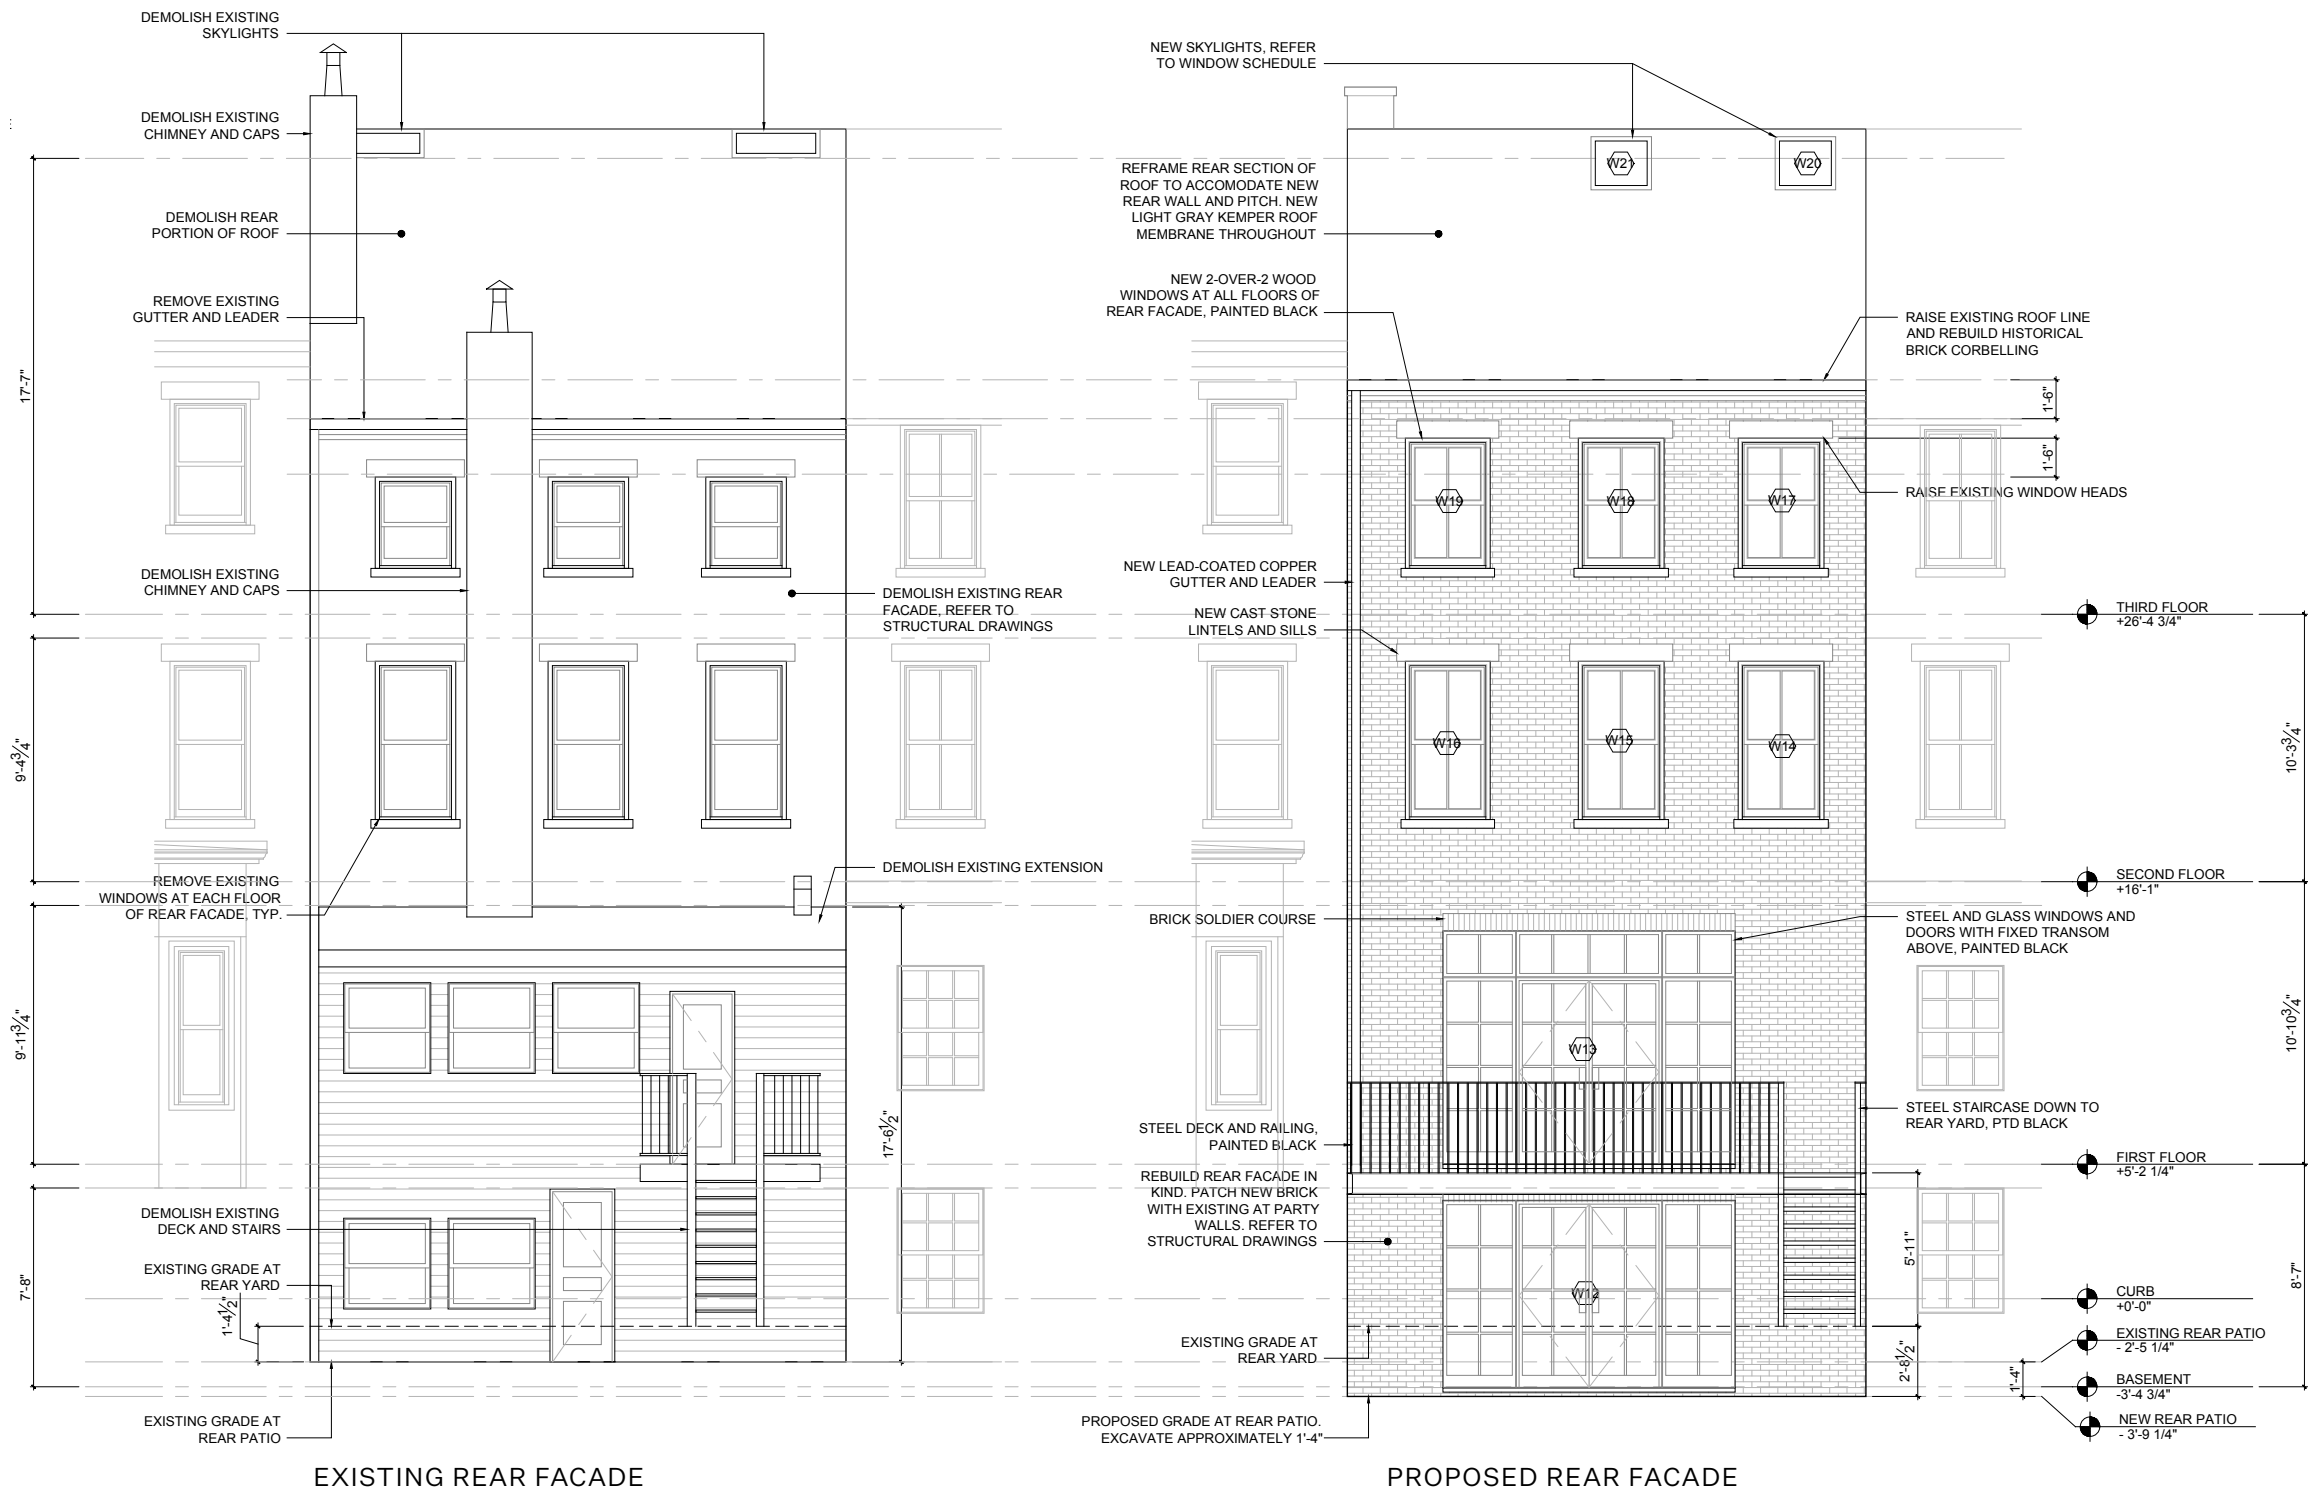 DEMOLISH EXISTING
SKYLIGHTS
DEMOLISH EXISTING
CHIMNEY AND CAPS
DEMOLISH REAR
PORTION OF ROOF
REMOVE EXISTING
GUTTER AND LEADER
17'-7"
DEMOLISH EXISTING
CHIMNEY AND CAPS
DEMOLISH EXISTING REAR
FACADE, REFER TO
STRUCTURAL DRAWINGS
9'-4 3/4"
DEMOLISH EXISTING EXTENSION
REMOVE EXISTING
WINDOWS AT EACH FLOOR
OF REAR FACADE, TYP.
9'-11 3/4"
17'-6 1/2"
DEMOLISH EXISTING
DECK AND STAIRS
EXISTING GRADE AT
REAR YARD
7'-8"
1'-4 1/2"
EXISTING GRADE AT
REAR PATIO
EXISTING REAR FACADE
NEW SKYLIGHTS, REFER
TO WINDOW SCHEDULE
W21
W20
REFRAME REAR SECTION OF
ROOF TO ACCOMODATE NEW
REAR WALL AND PITCH. NEW
LIGHT GRAY KEMPER ROOF
MEMBRANE THROUGHOUT
NEW 2-OVER-2 WOOD
WINDOWS AT ALL FLOORS OF
REAR FACADE, PAINTED BLACK
RAISE EXISTING ROOF LINE
AND REBUILD HISTORICAL
BRICK CORBELLING
1'-6"
1'-6"
RAISE EXISTING WINDOW HEADS
W19
W18
W17
NEW LEAD-COATED COPPER
GUTTER AND LEADER
NEW CAST STONE
LINTELS AND SILLS
THIRD FLOOR
+26'-4 3/4"
W16
W15
W14
10'-3 3/4"
SECOND FLOOR
+16'-1"
BRICK SOLDIER COURSE
STEEL AND GLASS WINDOWS AND
DOORS WITH FIXED TRANSOM
ABOVE, PAINTED BLACK
W13
10'-10 3/4"
STEEL DECK AND RAILING,
PAINTED BLACK
STEEL STAIRCASE DOWN TO
REAR YARD, PTD BLACK
FIRST FLOOR
+5'-2 1/4"
REBUILD REAR FACADE IN
KIND. PATCH NEW BRICK
WITH EXISTING AT PARTY
WALLS. REFER TO
STRUCTURAL DRAWINGS
5'-11"
8'-7"
W12
CURB
+0'-0"
EXISTING GRADE AT
REAR YARD
EXISTING REAR PATIO
- 2'-5 1/4"
2'-8 1/2"
1'-4"
BASEMENT
-3'-4 3/4"
NEW REAR PATIO
- 3'-9 1/4"
PROPOSED GRADE AT REAR PATIO.
EXCAVATE APPROXIMATELY 1'-4"
PROPOSED REAR FACADE